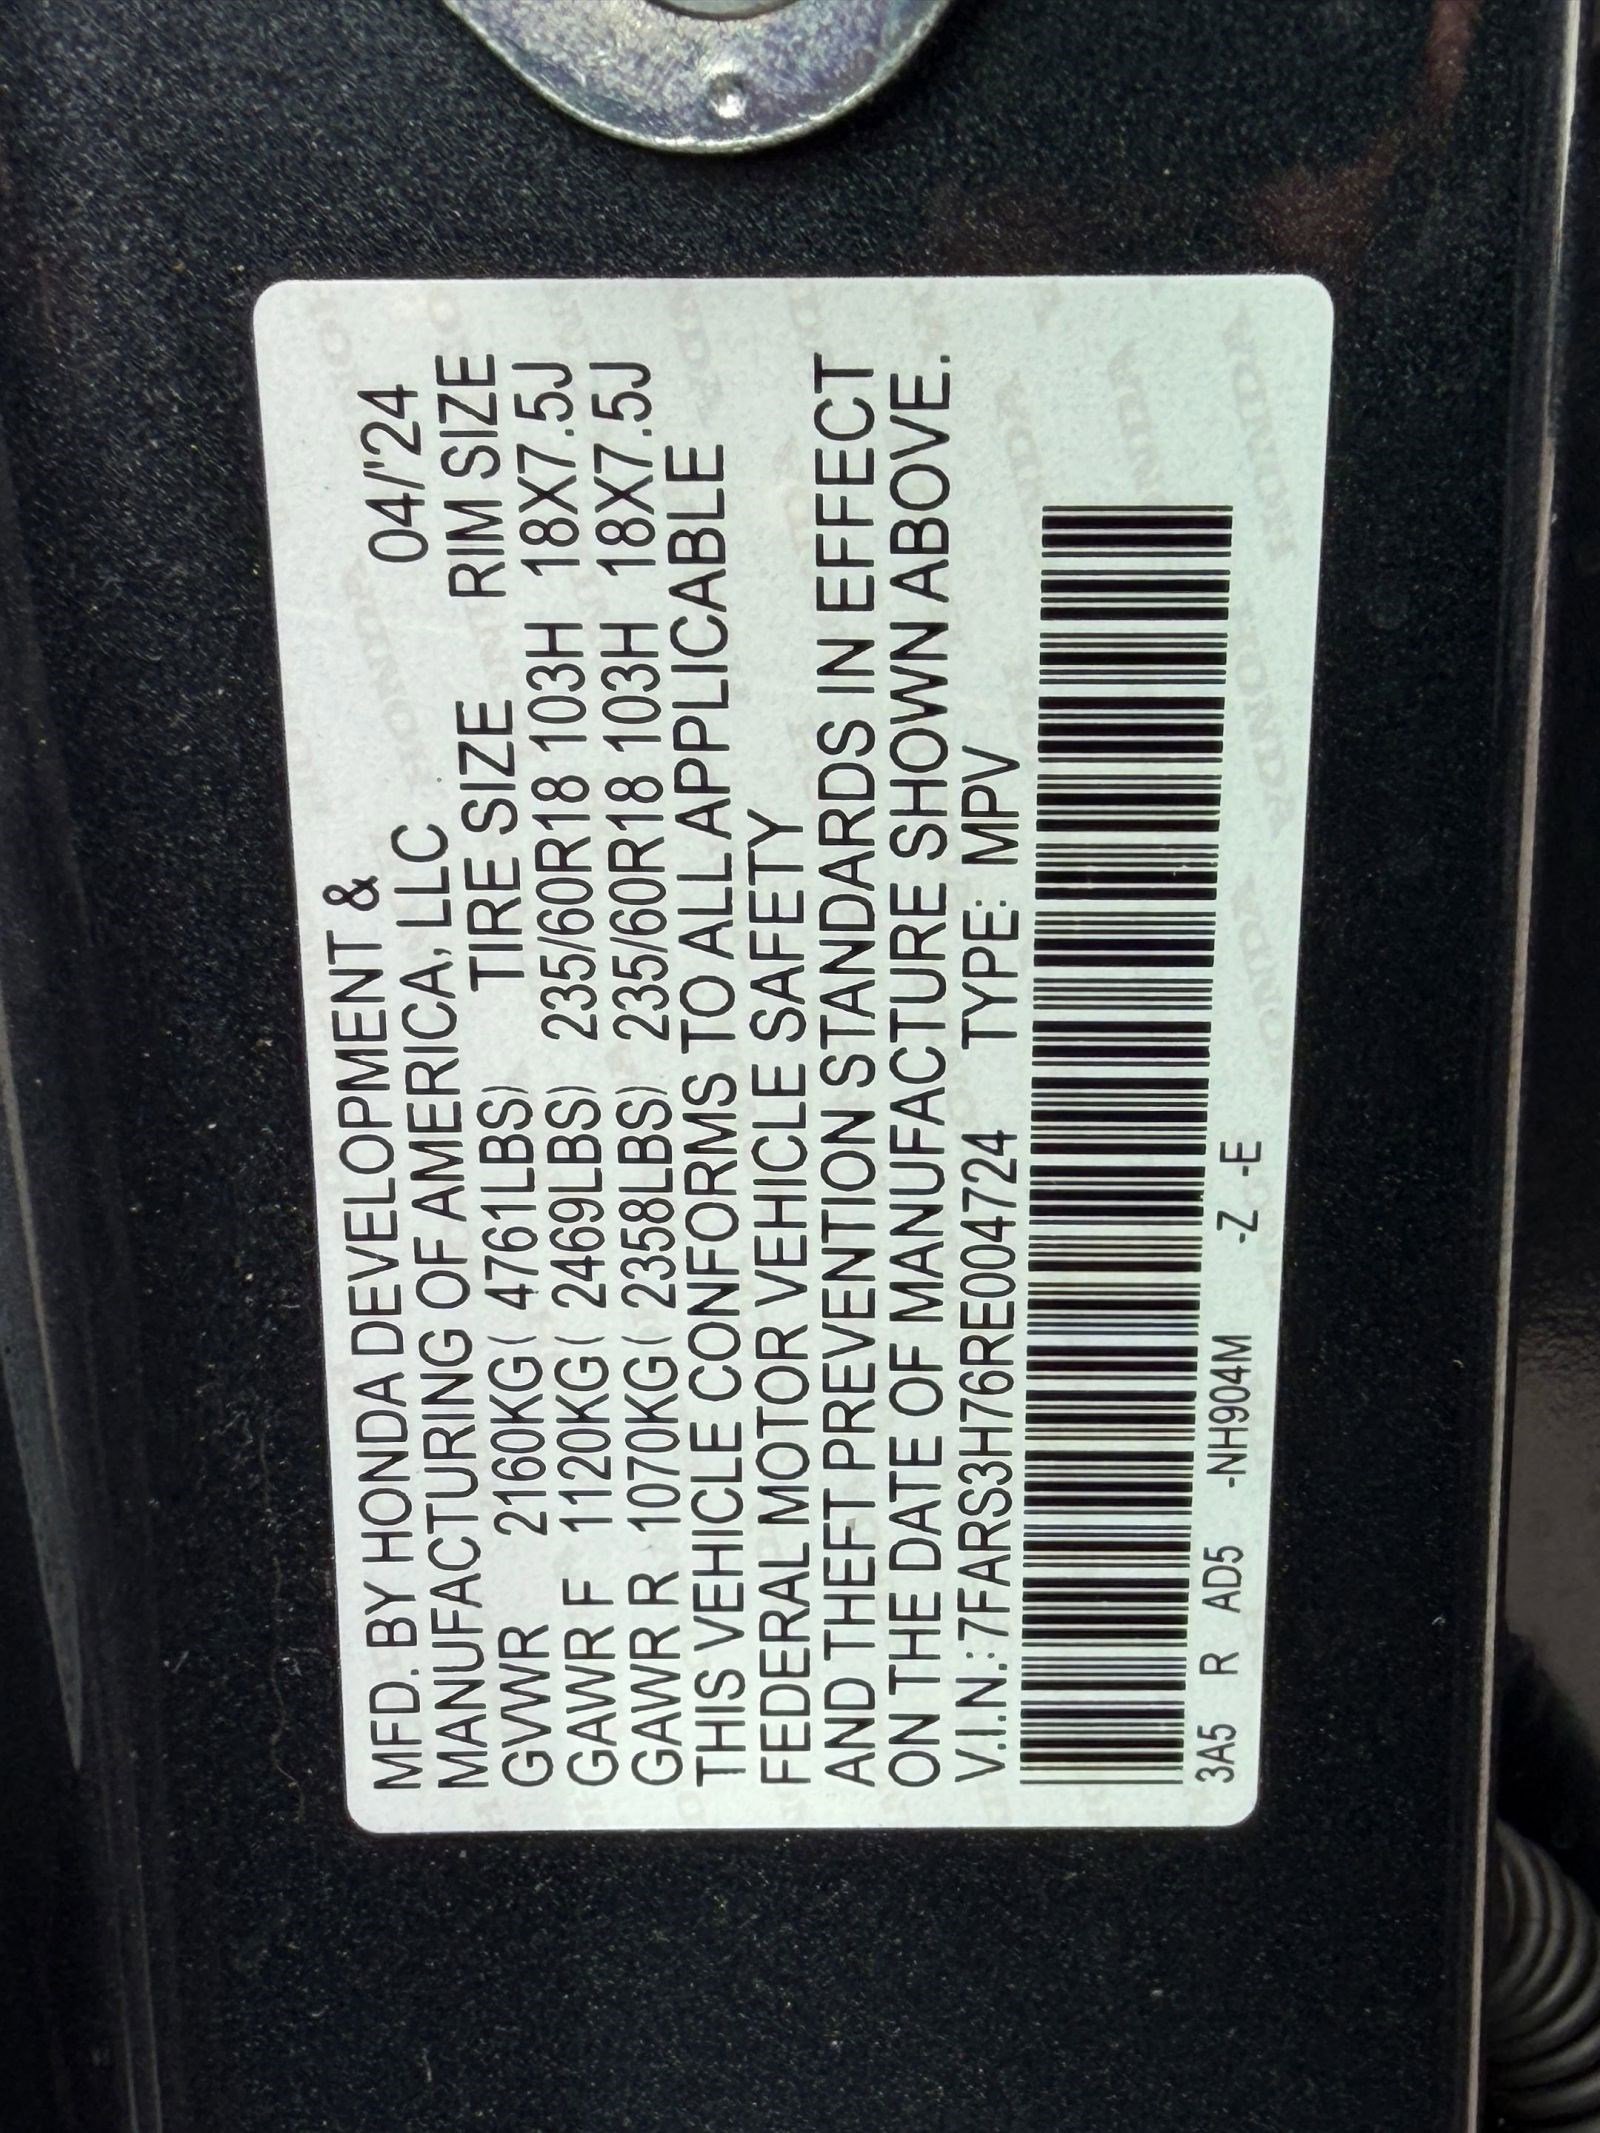 MFD. BY HONDA DEVELOPMENT &
MANUFACTURING OF AMERICA, LLC 04/'24
TIRE SIZE RIM SIZE
GVWR 2160KG( 4761LBS)
GAWR F 1120KG( 2469LBS) 235/60R18 103H 18X7.5J
GAWR R 1070KG( 2358LBS) 235/60R18 103H 18X7.5J
THIS VEHICLE CONFORMS TO ALL APPLICABLE
FEDERAL MOTOR VEHICLE SAFETY
AND THEFT PREVENTION STANDARDS IN EFFECT
ON THE DATE OF MANUFACTURE SHOWN ABOVE.
V.I.N.:7FARS3H76RE004724 TYPE: MPV
3A5 R AD5 -NH904M -Z -E